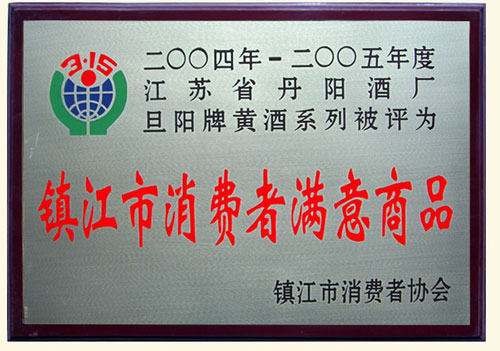 3·15
二〇〇四年-二〇〇五年度
江苏省丹阳酒厂
旦阳牌黄酒系列被评为
镇江市消费者满意商品
镇江市消费者协会